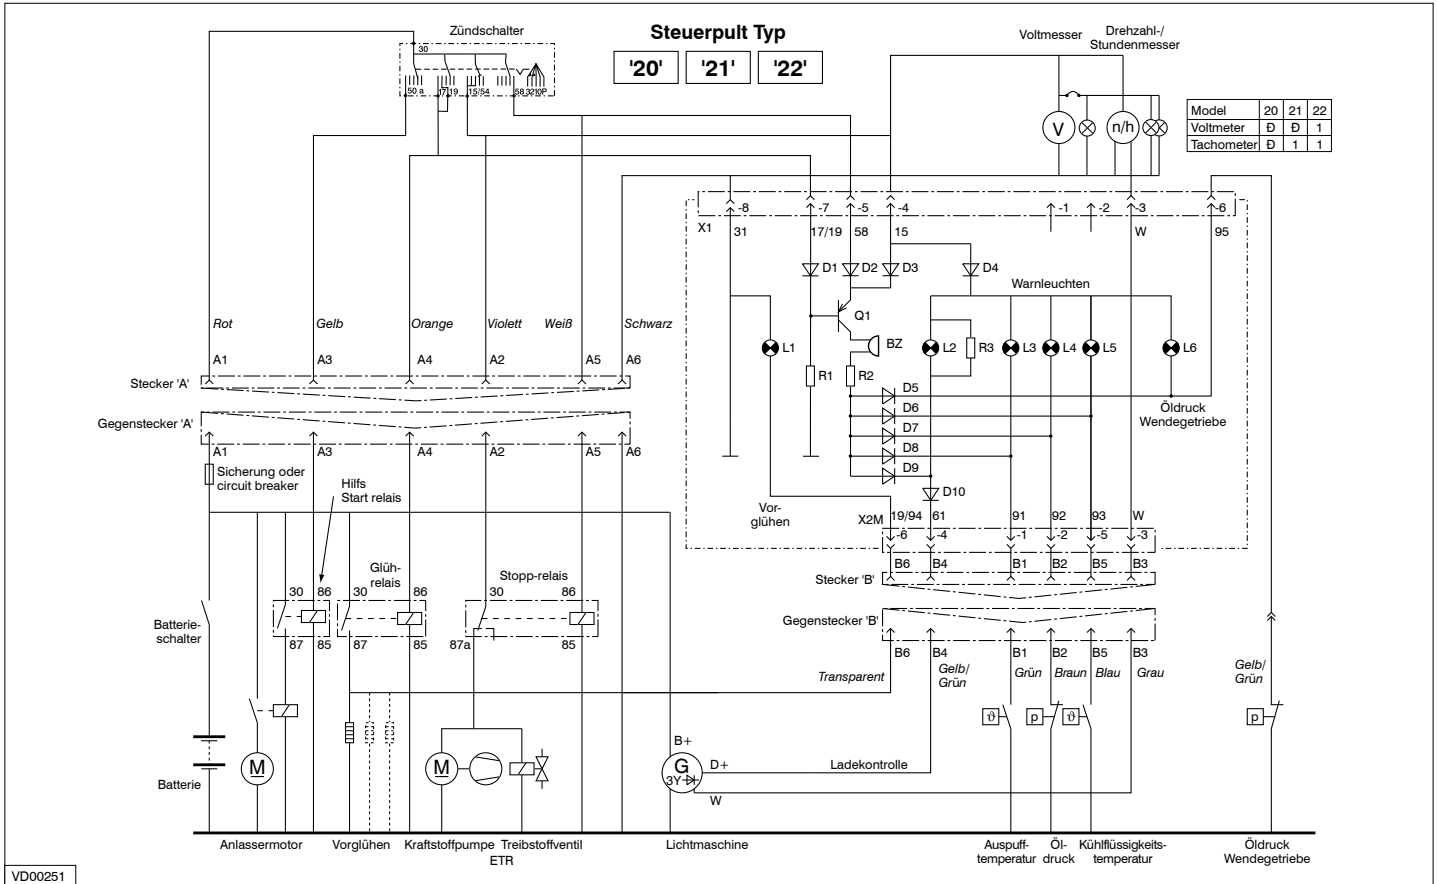 Zündschalter
30
50 a
17/19
15/54
58
3210P
Steuerpult Typ
'20'
'21'
'22'
Voltmesser
Drehzahl-/
Stundenmesser
V
n/h
Model 20 21 22
Voltmeter Đ Đ 1
Tachometer Đ 1 1
X1
-8
-7
-5
-4
-1
-2
-3
-6
31
17/19
58
15
W
95
D1
D2
D3
D4
Warnleuchten
Q1
BZ
L1
L2
R3
L3
L4
L5
L6
R1
R2
D5
D6
D7
D8
D9
D10
Öldruck
Wendegetriebe
Rot
Gelb
Orange
Violett
Weiß
Schwarz
A1
A3
A4
A2
A5
A6
Stecker 'A'
Gegenstecker 'A'
A1
A3
A4
A2
A5
A6
Sicherung oder
circuit breaker
Hilfs
Start relais
Vor-
glühen
X2M
19/94
61
91
92
93
W
-6
-4
-1
-2
-5
-3
B6
B4
B1
B2
B5
B3
Stecker 'B'
Gegenstecker 'B'
B6
B4
B1
B2
B5
B3
Transparent
Gelb/
Grün
Grün
Braun
Blau
Grau
Gelb/
Grün
Glüh-
relais
Stopp-relais
30
86
30
86
30
86
87
85
87
85
87a
85
Batterie-
schalter
Batterie
M
M
B+
G
3Y
D+
W
Ladekontrolle
ϑ
p
ϑ
p
Anlassermotor
Vorglühen
Kraftstoffpumpe
Treibstoffventil
ETR
Lichtmaschine
Auspuff-
temperatur
Öl-
druck
Kühlflüssigkeits-
temperatur
Öldruck
Wendegetriebe
VD00251